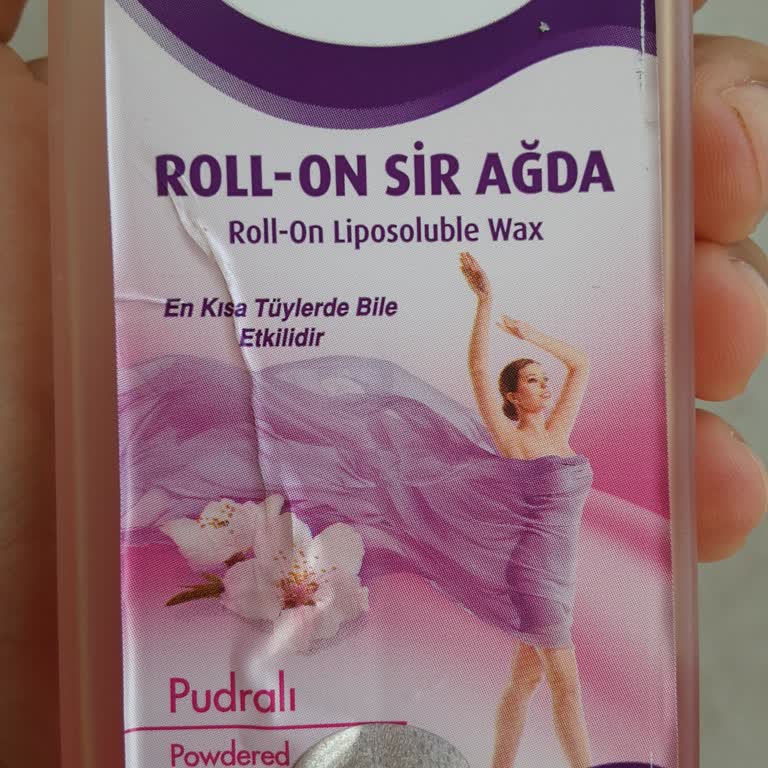 ROLL-ON SİR AĞDA
Roll-On Liposoluble Wax
En Kısa Tüylerde Bile
Etkilidir
Pudralı
Powdered